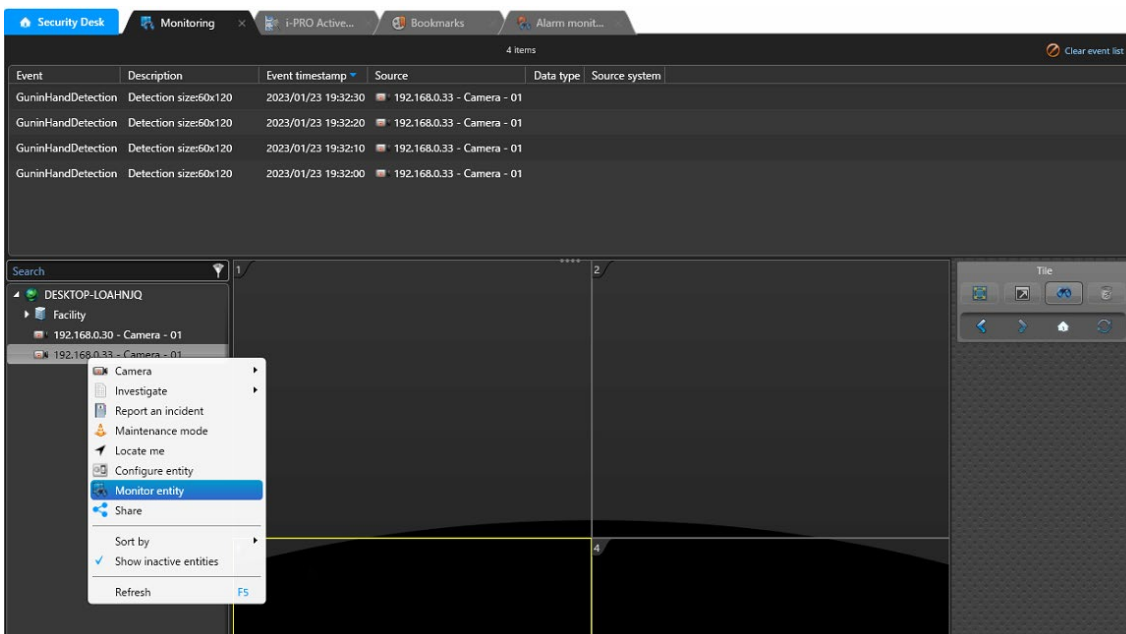 Security Desk Monitoring × i-PRO Active... × Bookmarks × Alarm monit... ×
4 items
Clear event list
Event Description Event timestamp Source Data type Source system
GuninHandDetection Detection size:60x120 2023/01/23 19:32:30 192.168.0.33 - Camera - 01
GuninHandDetection Detection size:60x120 2023/01/23 19:32:20 192.168.0.33 - Camera - 01
GuninHandDetection Detection size:60x120 2023/01/23 19:32:10 192.168.0.33 - Camera - 01
GuninHandDetection Detection size:60x120 2023/01/23 19:32:00 192.168.0.33 - Camera - 01
Search
1
2
Tile
DESKTOP-LOAHNJQ
Facility
192.168.0.30 - Camera - 01
192.168.0.33 - Camera - 01
Camera
Investigate
Report an incident
Maintenance mode
Locate me
Configure entity
Monitor entity
Share
Sort by
4
Show inactive entities
Refresh F5